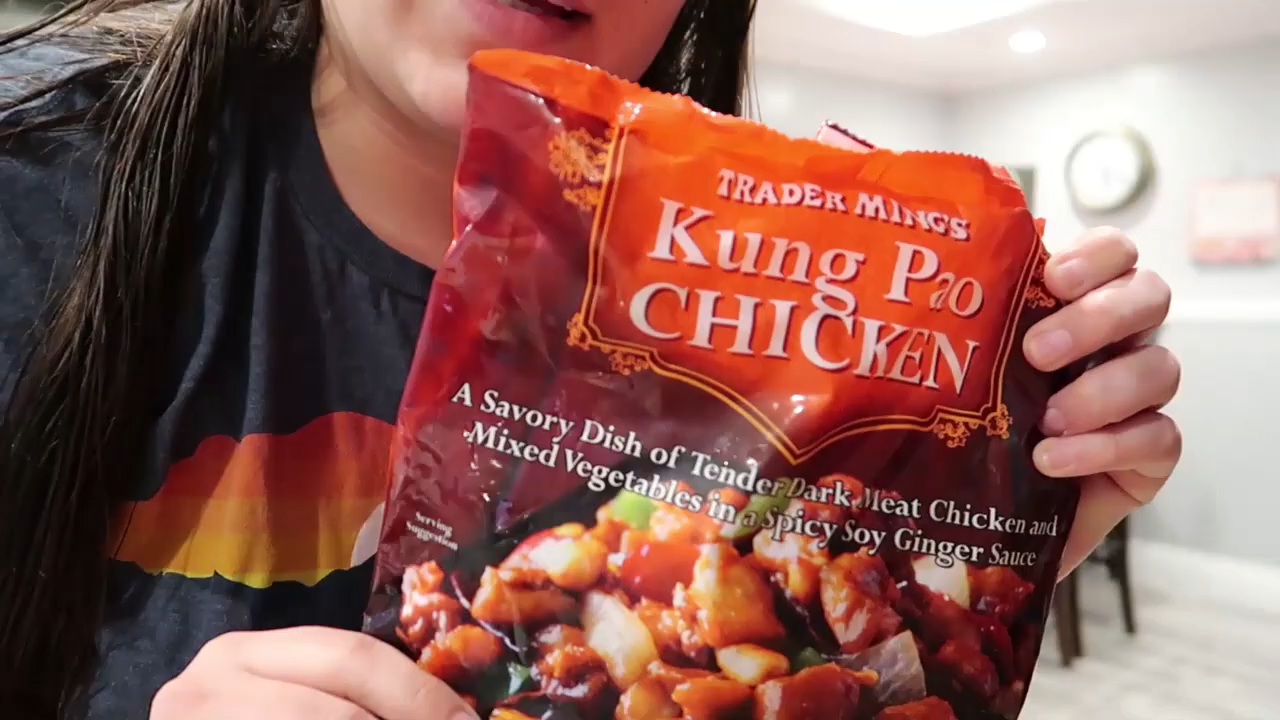 TRADER MING'S
Kung Pao
CHICKEN
A Savory Dish of Tender Dark Meat Chicken and
Mixed Vegetables in a Spicy Soy Ginger Sauce
Serving
Suggestion